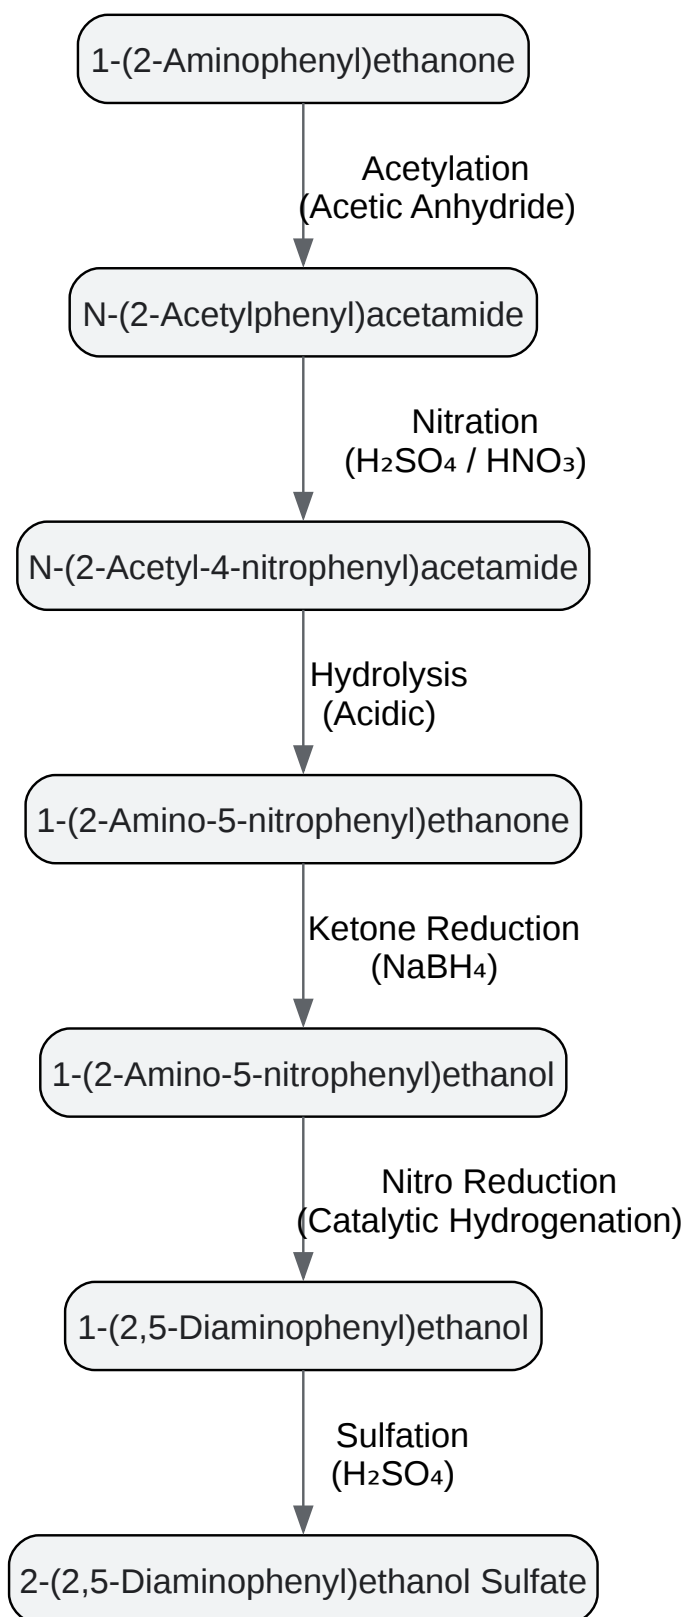 1-(2-Aminophenyl)ethanone
Acetylation
(Acetic Anhydride)
N-(2-Acetylphenyl)acetamide
Nitration
(H₂SO₄ / HNO₃)
N-(2-Acetyl-4-nitrophenyl)acetamide
Hydrolysis
(Acidic)
1-(2-Amino-5-nitrophenyl)ethanone
Ketone Reduction
(NaBH₄)
1-(2-Amino-5-nitrophenyl)ethanol
Nitro Reduction
(Catalytic Hydrogenation)
1-(2,5-Diaminophenyl)ethanol
Sulfation
(H₂SO₄)
2-(2,5-Diaminophenyl)ethanol Sulfate